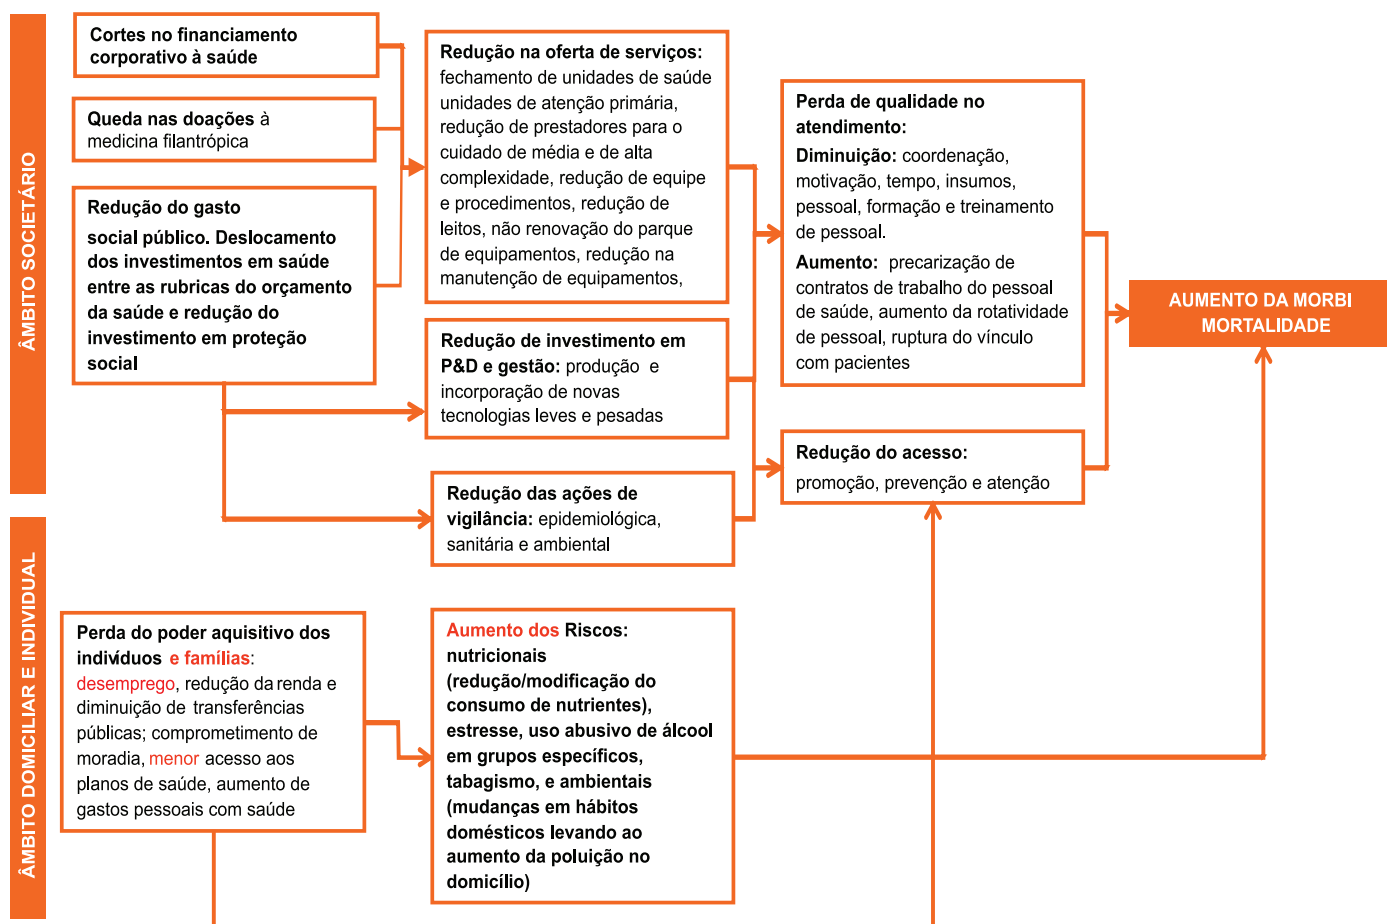 ÂMBITO SOCIETÁRIO
Cortes no financiamento
corporativo à saúde
Queda nas doações à
medicina filantrópica
Redução do gasto
social público. Deslocamento
dos investimentos em saúde
entre as rubricas do orçamento
da saúde e redução do
investimento em proteção
social
Redução na oferta de serviços:
fechamento de unidades de saúde
unidades de atenção primária,
redução de prestadores para o
cuidado de média e de alta
complexidade, redução de equipe
e procedimentos, redução de
leitos, não renovação do parque
de equipamentos, redução na
manutenção de equipamentos,
Redução de investimento em
P&D e gestão: produção e
incorporação de novas
tecnologias leves e pesadas
Redução das ações de
vigilância: epidemiológica,
sanitária e ambiental
Perda de qualidade no
atendimento:
Diminuição: coordenação,
motivação, tempo, insumos,
pessoal, formação e treinamento
de pessoal.
Aumento: precarização de
contratos de trabalho do pessoal
de saúde, aumento da rotatividade
de pessoal, ruptura do vínculo
com pacientes
Redução do acesso:
promoção, prevenção e atenção
AUMENTO DA MORBI
MORTALIDADE
ÂMBITO DOMICILIAR E INDIVIDUAL
Perda do poder aquisitivo dos
indivíduos e famílias:
desemprego, redução da renda e
diminuição de transferências
públicas; comprometimento de
moradia, menor acesso aos
planos de saúde, aumento de
gastos pessoais com saúde
Aumento dos Riscos:
nutricionais
(redução/modificação do
consumo de nutrientes),
estresse, uso abusivo de álcool
em grupos específicos,
tabagismo, e ambientais
(mudanças em hábitos
domésticos levando ao
aumento da poluição no
domicílio)